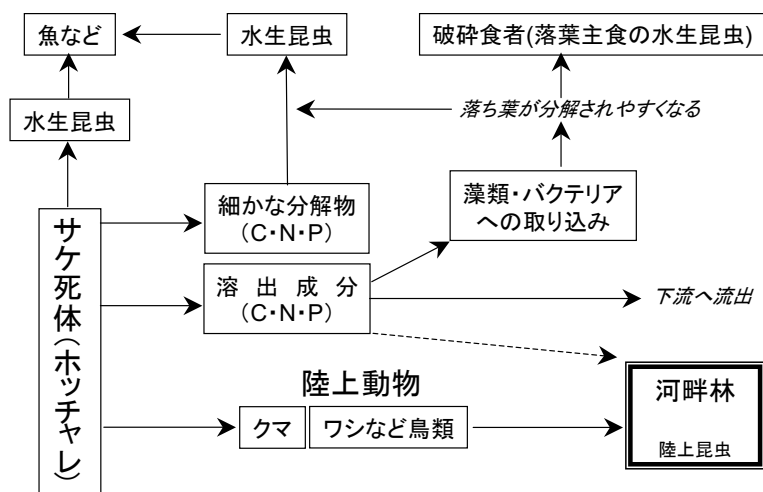 魚など
水生昆虫
破砕食者(落葉主食の水生昆虫)
水生昆虫
落ち葉が分解されやすくなる
細かな分解物
(C・N・P)
藻類・バクテリア
への取り込み
サケ死体(ホッチャレ)
溶出成分
(C・N・P)
下流へ流出
陸上動物
クマ
ワシなど鳥類
河畔林
陸上昆虫